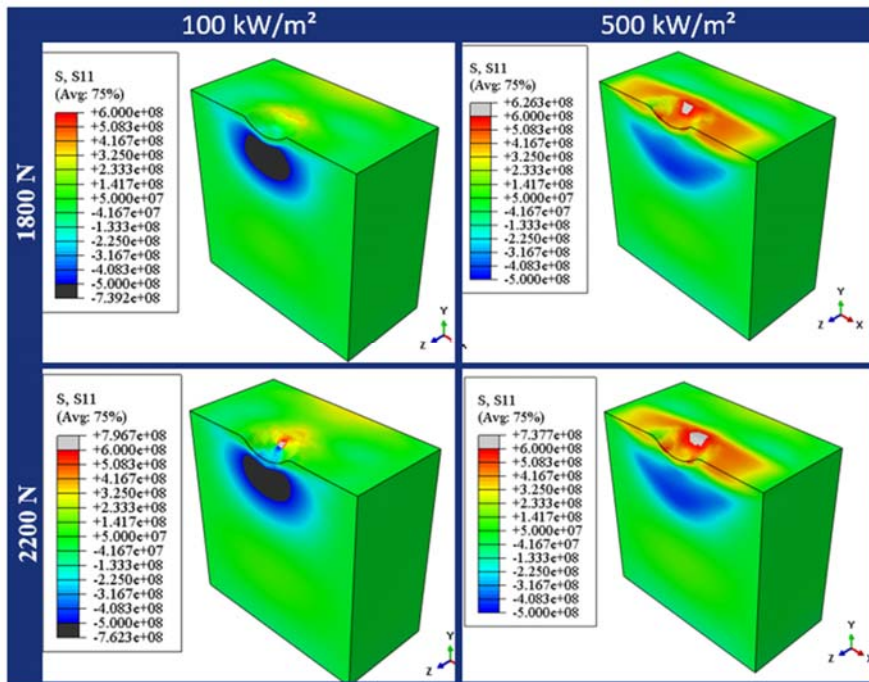 100 kW/m²
500 kW/m²
1800 N
S, S11
(Avg: 75%)
+6.000e+08
+5.083e+08
+4.167e+08
+3.250e+08
+2.333e+08
+1.417e+08
+5.000e+07
-4.167e+07
-1.333e+08
-2.250e+08
-3.167e+08
-4.083e+08
-5.000e+08
-7.392e+08
Y
Z
S, S11
(Avg: 75%)
+6.263e+08
+6.000e+08
+5.083e+08
+4.167e+08
+3.250e+08
+2.333e+08
+1.417e+08
+5.000e+07
-4.167e+07
-1.333e+08
-2.250e+08
-3.167e+08
-4.083e+08
-5.000e+08
Y
Z X
2200 N
S, S11
(Avg: 75%)
+7.967e+08
+6.000e+08
+5.083e+08
+4.167e+08
+3.250e+08
+2.333e+08
+1.417e+08
+5.000e+07
-4.167e+07
-1.333e+08
-2.250e+08
-3.167e+08
-4.083e+08
-5.000e+08
-7.623e+08
Y
Z
S, S11
(Avg: 75%)
+7.377e+08
+6.000e+08
+5.083e+08
+4.167e+08
+3.250e+08
+2.333e+08
+1.417e+08
+5.000e+07
-4.167e+07
-1.333e+08
-2.250e+08
-3.167e+08
-4.083e+08
-5.000e+08
Y
Z X